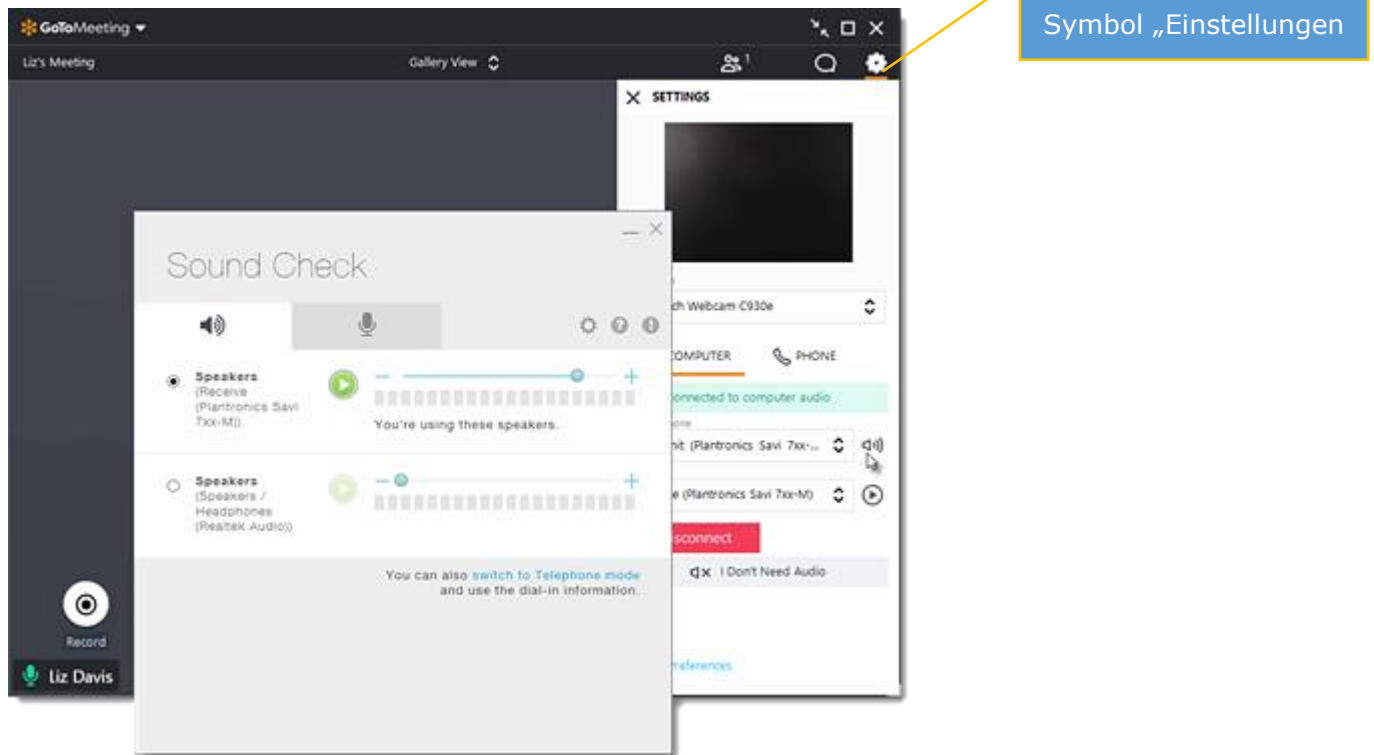 Symbol „Einstellungen
GoToMeeting
Liz's Meeting
Gallery View
1
SETTINGS
Sound Check
ch Webcam C930e
COMPUTER
PHONE
onnected to computer audio
one
nit (Plantronics Savi 7xx-...
e (Plantronics Savi 7xx-M)
sconnect
I Don't Need Audio
references
Speakers
(Receive
(Plantronics Savi
7xx-M))
You're using these speakers.
Speakers
(Speakers /
Headphones
(Realtek Audio))
You can also switch to Telephone mode
and use the dial-in information.
Record
Liz Davis